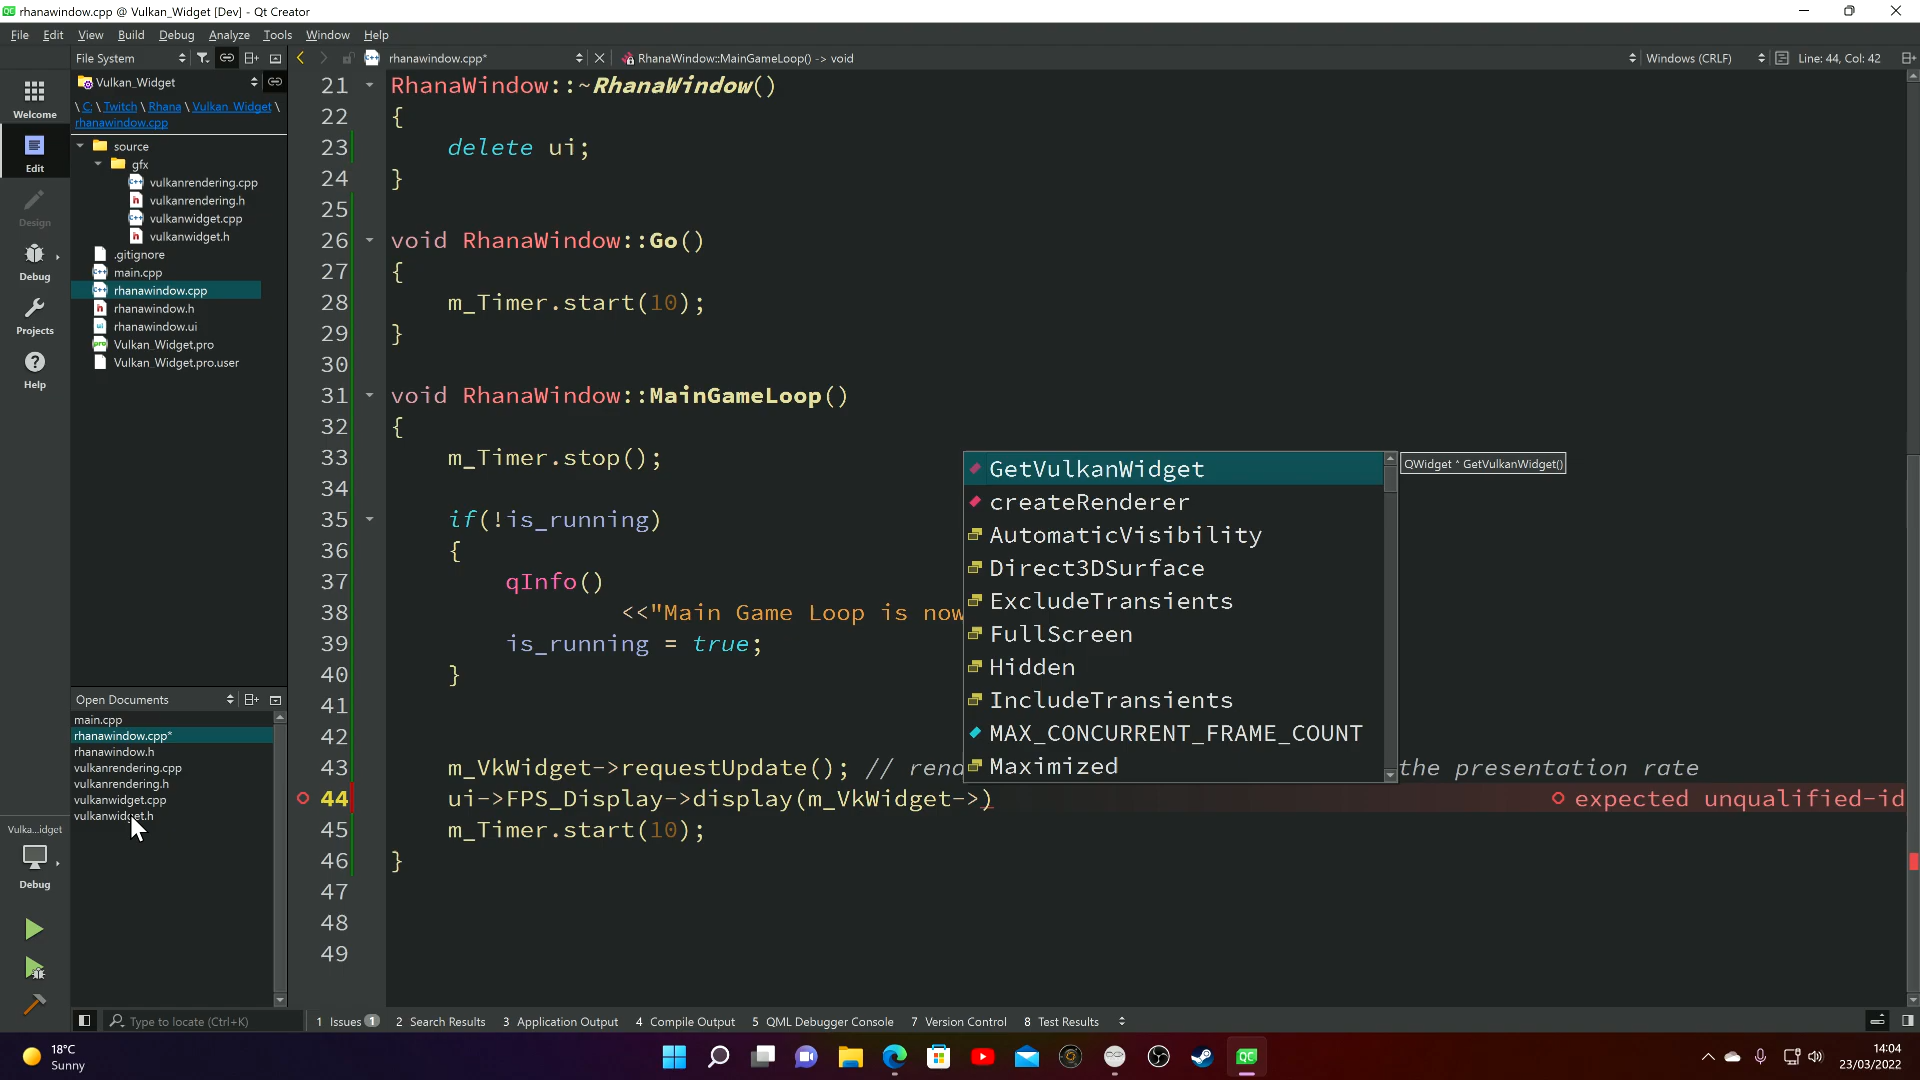 rhanawindow.cpp @ Vulkan_Widget [Dev] - Qt Creator
File Edit View Build Debug Analyze Tools Window Help
File System
rhanawindow.cpp*
RhanaWindow::MainGameLoop() -> void
Windows (CRLF)
Line: 44, Col: 42
Vulkan_Widget
\ C: \ Twitch \ Rhana \ Vulkan_Widget \
rhanawindow.cpp
Welcome
Edit
Design
Debug
Projects
Help
source
gfx
vulkanrendering.cpp
vulkanrendering.h
vulkanwidget.cpp
vulkanwidget.h
.gitignore
main.cpp
rhanawindow.cpp
rhanawindow.h
rhanawindow.ui
Vulkan_Widget.pro
Vulkan_Widget.pro.user
Open Documents
main.cpp
rhanawindow.cpp*
rhanawindow.h
vulkanrendering.cpp
vulkanrendering.h
vulkanwidget.cpp
vulkanwidget.h
Vulka...idget
Debug
21 RhanaWindow::~RhanaWindow()
22 {
23 delete ui;
24 }
25
26 void RhanaWindow::Go()
27 {
28 m_Timer.start(10);
29 }
30
31 void RhanaWindow::MainGameLoop()
32 {
33 m_Timer.stop();
34
35 if(!is_running)
36 {
37 qInfo()
38 <<"Main Game Loop is now
39 is_running = true;
40 }
41
42
43 m_VkWidget->requestUpdate(); // rend the presentation rate
44 ui->FPS_Display->display(m_VkWidget->) expected unqualified-id
45 m_Timer.start(10);
46 }
47
48
49
GetVulkanWidget
createRenderer
AutomaticVisibility
Direct3DSurface
ExcludeTransients
FullScreen
Hidden
IncludeTransients
MAX_CONCURRENT_FRAME_COUNT
Maximized
QWidget * GetVulkanWidget()
Type to locate (Ctrl+K)
1 Issues 1
2 Search Results
3 Application Output
4 Compile Output
5 QML Debugger Console
7 Version Control
8 Test Results
18°C
Sunny
14:04
23/03/2022